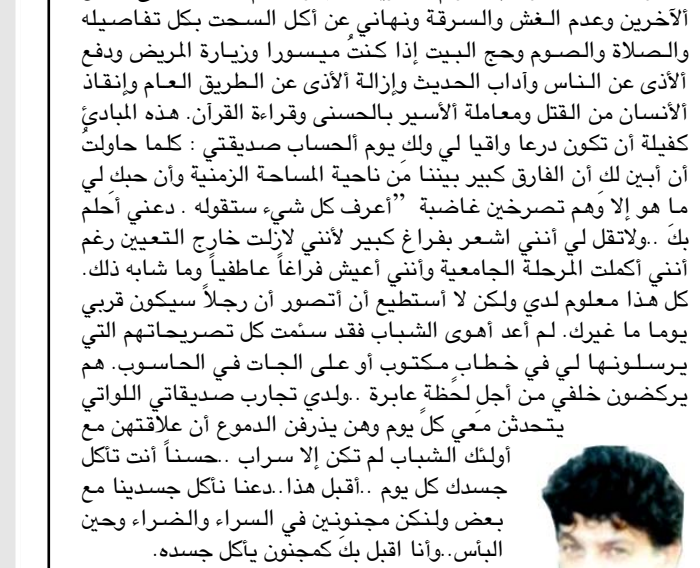 ألآخرين وعدم الغش والسرقة ونهاني عن أكل السحت بكل تفاصيله
والصلاة والصوم وحج البيت إذا كنتُ ميسورا وزيارة المريض ودفع
ألأذى عن الناس وآداب الحديث وإزالة ألأذى عن الطريق العام وإنقاذ
ألأنسان من القتل ومعاملة ألأسير بالحسنى وقراءة القرآن. هذه المبادئ
كفيلة أن تكون درعا واقيا لي ولك يوم ألحساب صديقتي : كلما حاولتُ
أن أبين لك أن الفارق كبير بيننا مَن ناحية المساحة الزمنية وأن حبك لي
ما هو إلا وَهم تصرخين غاضبة ”أعرف كل شيء ستقوله . دعني أحلم
بكَ ..ولاتقل لي أنني اشعر بفراغ كبير لأنني لازلت خارج التعيين رغم
أنني أكملت المرحلة الجامعية وأنني أعيش فراغاً عاطفياً وما شابه ذلك.
كل هذا معلوم لدي ولكن لا أستطيع أن أتصور أن رجلاً سيكون قربي
يوما ما غيرك. لم أعد أهوى الشباب فقد سئمت كل تصريحاتهم التي
يرسلونها لي في خطابٍ مكتوب أو على الجات في الحاسوب. هم
يركضون خلفي من أجل لحظةٍ عابرة ..ولدي تجارب صديقاتي اللواتي
يتحدثن معي كل يوم وهن يذرفن الدموع أن علاقتهن مع
أولئك الشباب لم تكن إلا سراب ..حسناً أنت تأكل
جسدك كل يوم ..أقبل هذا..دعنا نأكل جسدينا مع
بعض ولنكن مجنونين في السراء والضراء وحين
البأس..وأنا اقبل بكَ كمجنون يأكل جسده.